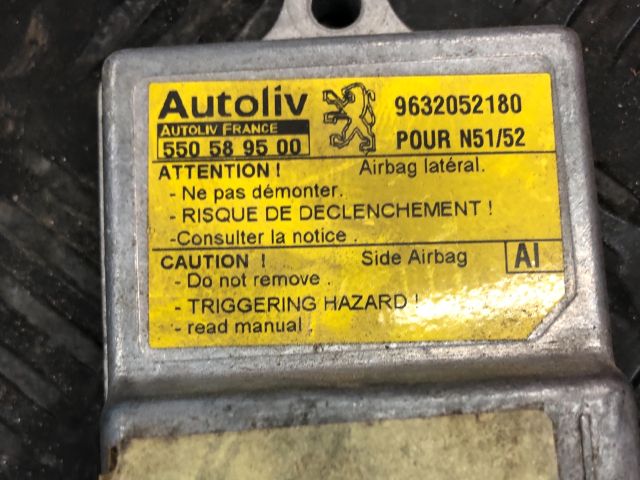 Autoliv 9632052180
AUTOLIV FRANCE
550 58 95 00 POUR N51/52
ATTENTION ! Airbag latéral.
- Ne pas démonter.
- RISQUE DE DECLENCHEMENT !
-Consulter la notice .
CAUTION ! Side Airbag AI
- Do not remove .
- TRIGGERING HAZARD !
- read manual.